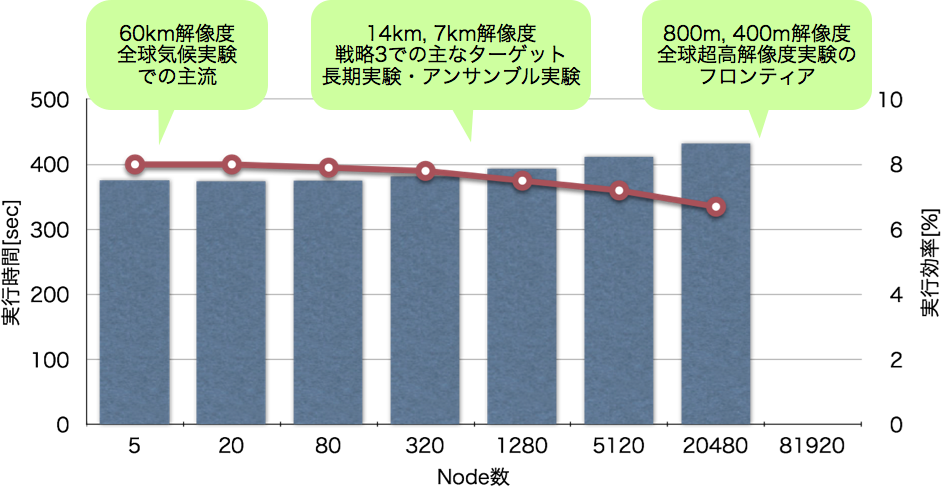 60km解像度
全球気候実験
での主流
14km, 7km解像度
戦略3での主なターゲット
長期実験・アンサンブル実験
800m, 400m解像度
全球超高解像度実験の
フロンティア
500
400
300
200
100
0
実行時間[sec]
10
8
6
4
2
0
実行効率[%]
5 20 80 320 1280 5120 20480 81920
Node数